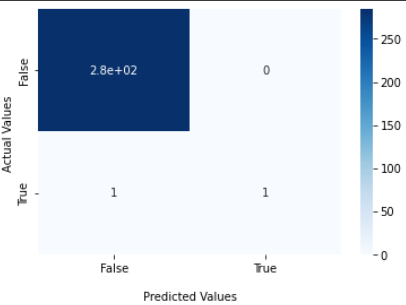 False
2.8e+02
0
True
1
1
False
True
Actual Values
Predicted Values
250
200
150
100
50
0